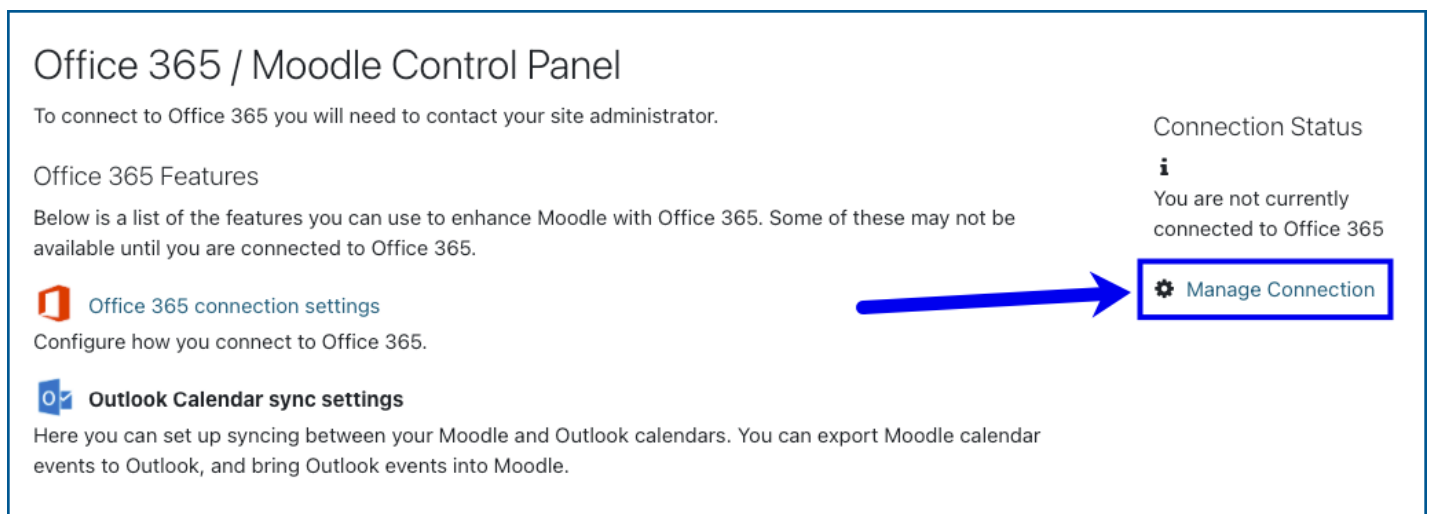 Office 365 / Moodle Control Panel
To connect to Office 365 you will need to contact your site administrator.
Office 365 Features
Below is a list of the features you can use to enhance Moodle with Office 365. Some of these may not be
available until you are connected to Office 365.
Office 365 connection settings
Configure how you connect to Office 365.
Outlook Calendar sync settings
Here you can set up syncing between your Moodle and Outlook calendars. You can export Moodle calendar
events to Outlook, and bring Outlook events into Moodle.
Connection Status
You are not currently
connected to Office 365
Manage Connection